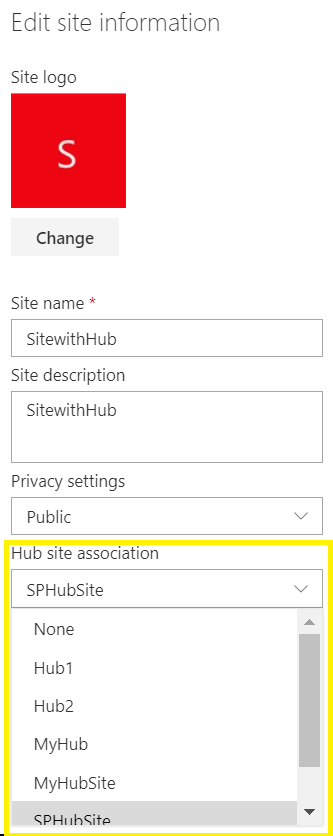 Edit site information
Site logo
S
Change
Site name *
SitewithHub
Site description
SitewithHub
Privacy settings
Public
Hub site association
SPHubSite
None
Hub1
Hub2
MyHub
MyHubSite
SPHubSite